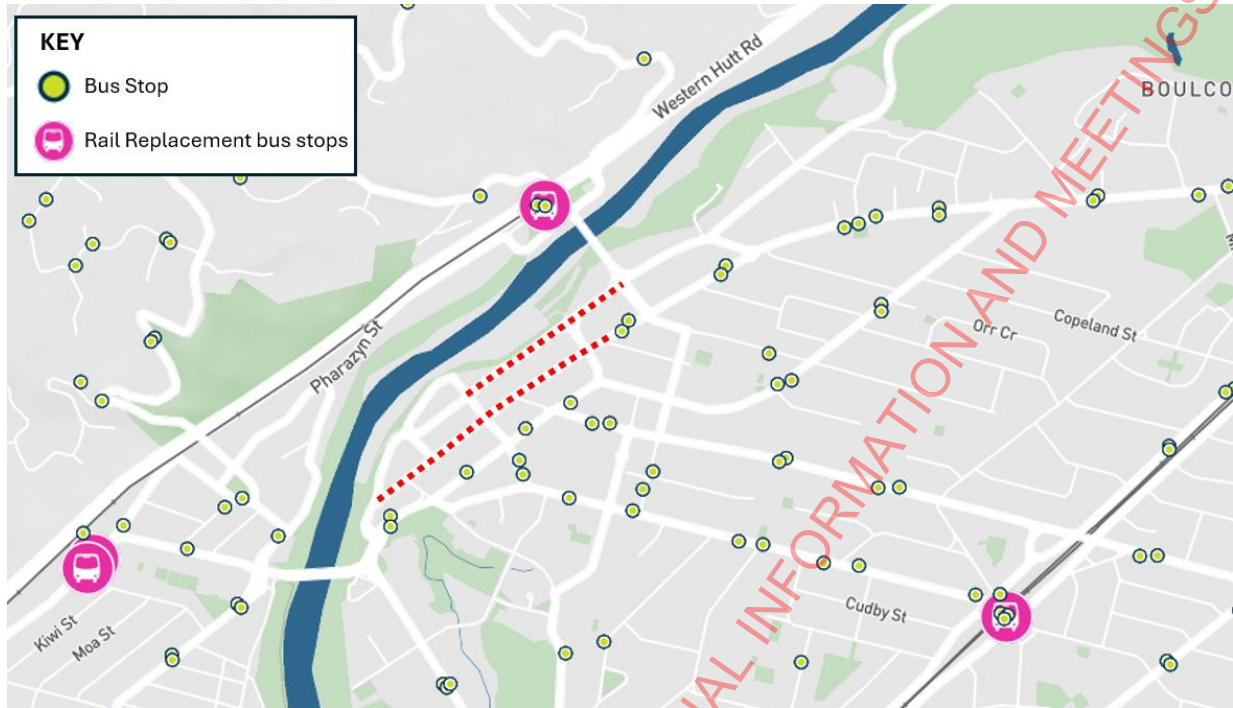 KEY
Bus Stop
Rail Replacement bus stops
Western Hutt Rd
BOULCO
Pharazyn St
Orr Cr
Copeland St
Kiwi St
Moa St
Cudby St
IAL INFORMATION AND MEETINGS